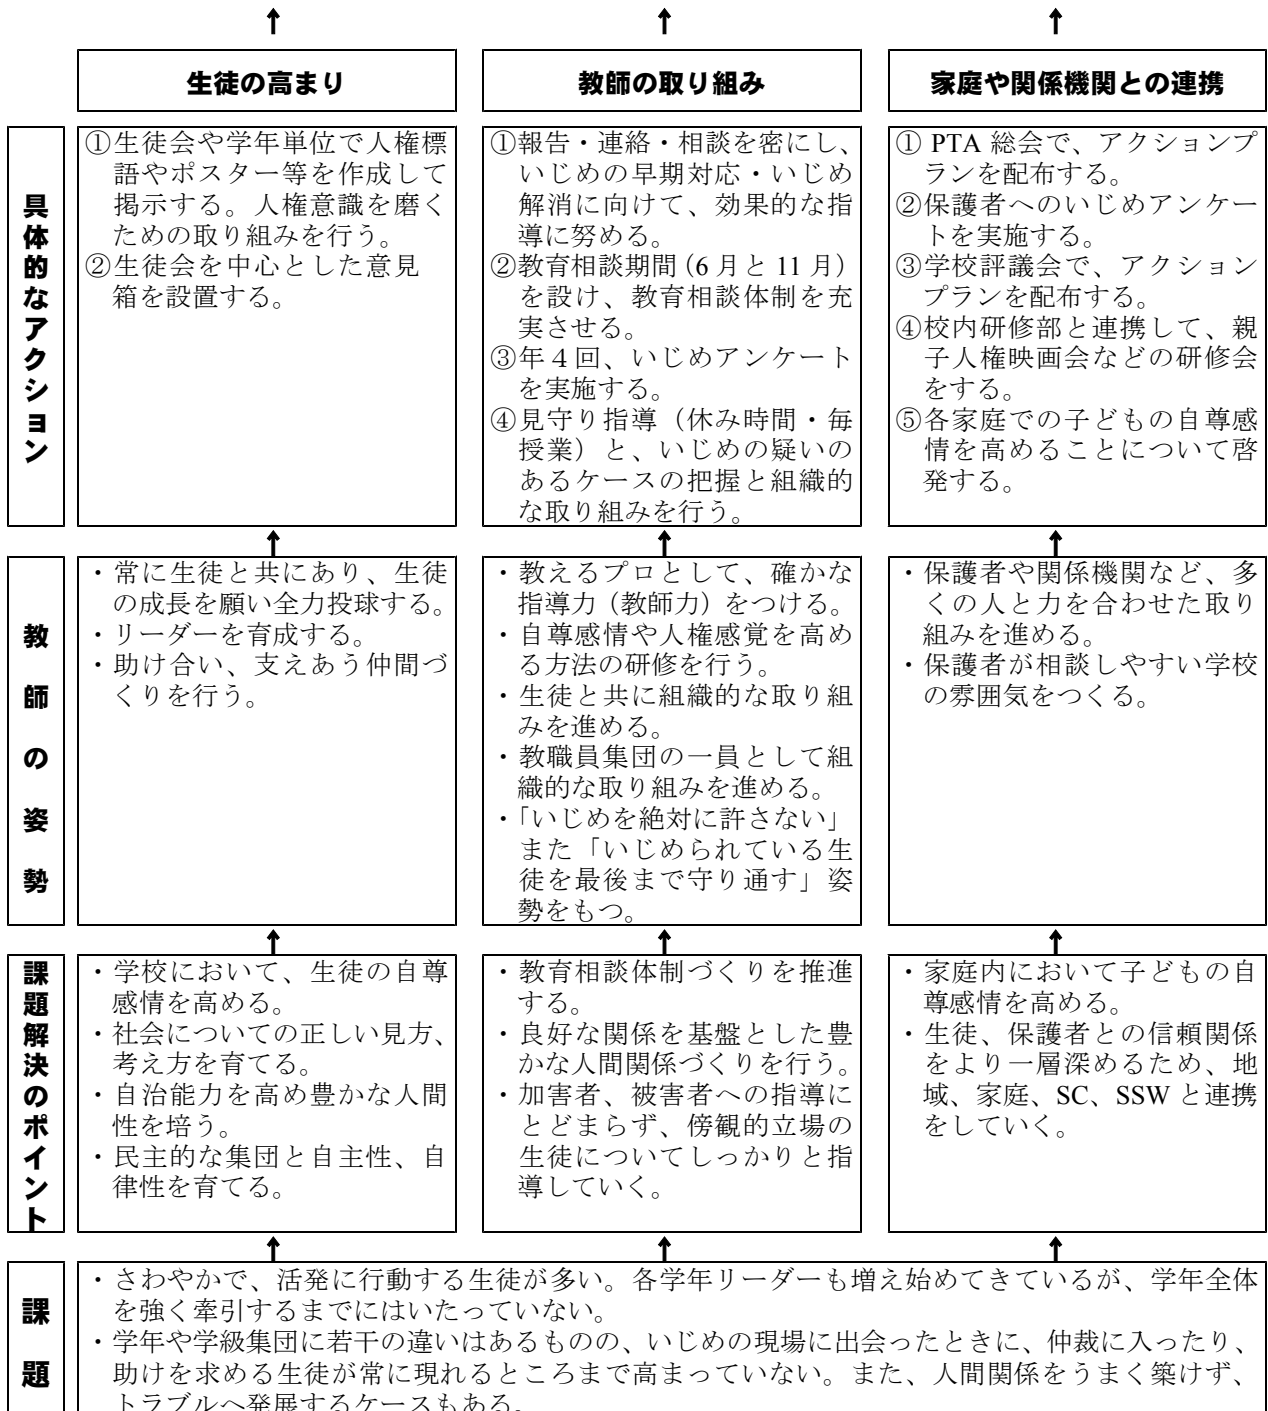 ↑ ↑ ↑
生徒の高まり
教師の取り組み
家庭や関係機関との連携
具体的なアクション
①生徒会や学年単位で人権標
語やポスター等を作成して
掲示する。人権意識を磨く
ための取り組みを行う。
②生徒会を中心とした意見
箱を設置する。
①報告・連絡・相談を密にし、
いじめの早期対応・いじめ
解消に向けて、効果的な指
導に努める。
②教育相談期間(6月と11月)
を設け、教育相談体制を充
実させる。
③年４回、いじめアンケート
を実施する。
④見守り指導（休み時間・毎
授業）と、いじめの疑いの
あるケースの把握と組織的
な取り組みを行う。
① PTA 総会で、アクションプ
ランを配布する。
②保護者へのいじめアンケー
トを実施する。
③学校評議会で、アクション
プランを配布する。
④校内研修部と連携して、親
子人権映画会などの研修会
をする。
⑤各家庭での子どもの自尊感
情を高めることについて啓
発する。
↑ ↑ ↑
教師の姿勢
・常に生徒と共にあり、生徒
の成長を願い全力投球する。
・リーダーを育成する。
・助け合い、支えあう仲間づ
くりを行う。
・教えるプロとして、確かな
指導力（教師力）をつける。
・自尊感情や人権感覚を高め
る方法の研修を行う。
・生徒と共に組織的な取り組
みを進める。
・教職員集団の一員として組
織的な取り組みを進める。
・「いじめを絶対に許さない」
また「いじめられている生
徒を最後まで守り通す」姿
勢をもつ。
・保護者や関係機関など、多
くの人と力を合わせた取り
組みを進める。
・保護者が相談しやすい学校
の雰囲気をつくる。
↑ ↑ ↑
課題解決のポイント
・学校において、生徒の自尊
感情を高める。
・社会についての正しい見方、
考え方を育てる。
・自治能力を高め豊かな人間
性を培う。
・民主的な集団と自主性、自
律性を育てる。
・教育相談体制づくりを推進
する。
・良好な関係を基盤とした豊
かな人間関係づくりを行う。
・加害者、被害者への指導に
とどまらず、傍観的立場の
生徒についてしっかりと指
導していく。
・家庭内において子どもの自
尊感情を高める。
・生徒、保護者との信頼関係
をより一層深めるため、地
域、家庭、SC、SSW と連携
をしていく。
↑ ↑ ↑
課題
・さわやかで、活発に行動する生徒が多い。各学年リーダーも増え始めてきているが、学年全体
を強く牽引するまでにはいたっていない。
・学年や学級集団に若干の違いはあるものの、いじめの現場に出会ったときに、仲裁に入ったり、
助けを求める生徒が常に現れるところまで高まっていない。また、人間関係をうまく築けず、
トラブルへ発展するケースもある。